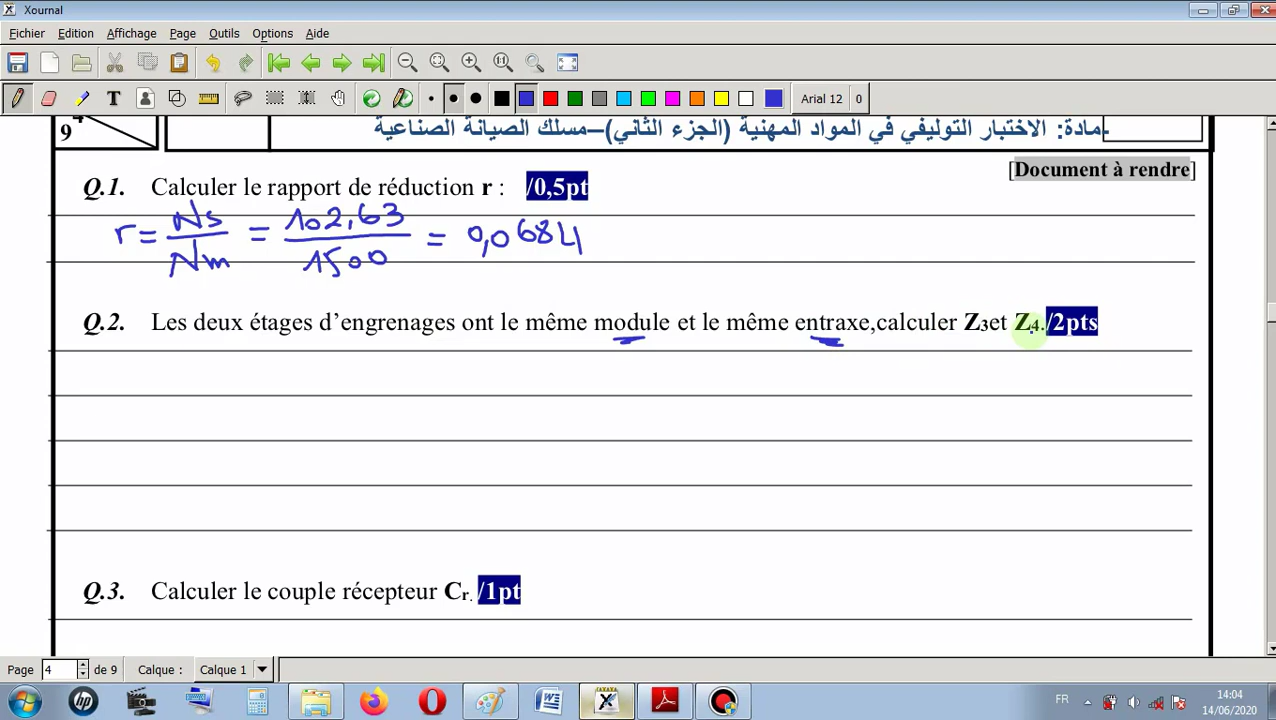 Xournal
Fichier Edition Affichage Page Outils Options Aide
Arial 12 0
9
مادة: الاختبار التوليفي في المواد المهنية (الجزء الثاني)–مسلك الصيانة الصناعية
[Document à rendre]
Q.1. Calculer le rapport de réduction r : /0,5pt
r = Ns/Nm = 102,63/1500 = 0,0684
Q.2. Les deux étages d’engrenages ont le même module et le même entraxe,calculer Z3et Z4. /2pts
Q.3. Calculer le couple récepteur Cr. /1pt
Page 4 de 9 Calque : Calque 1
FR 14:04
14/06/2020